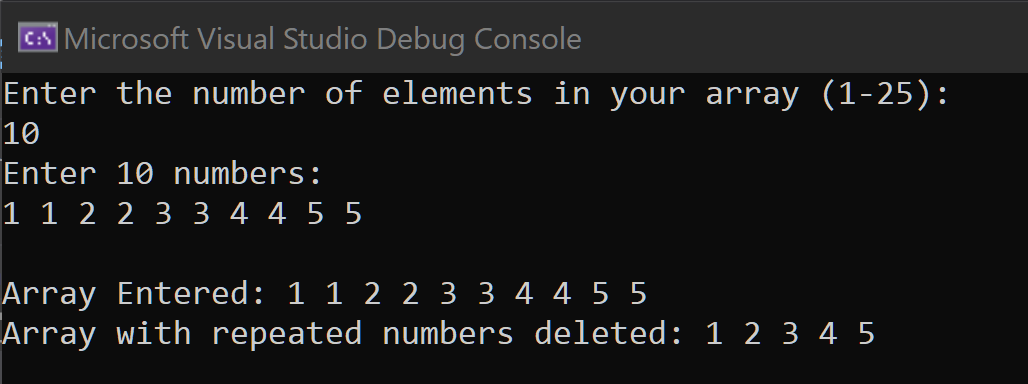 C:\ Microsoft Visual Studio Debug Console
Enter the number of elements in your array (1-25):
10
Enter 10 numbers:
1 1 2 2 3 3 4 4 5 5
Array Entered: 1 1 2 2 3 3 4 4 5 5
Array with repeated numbers deleted: 1 2 3 4 5